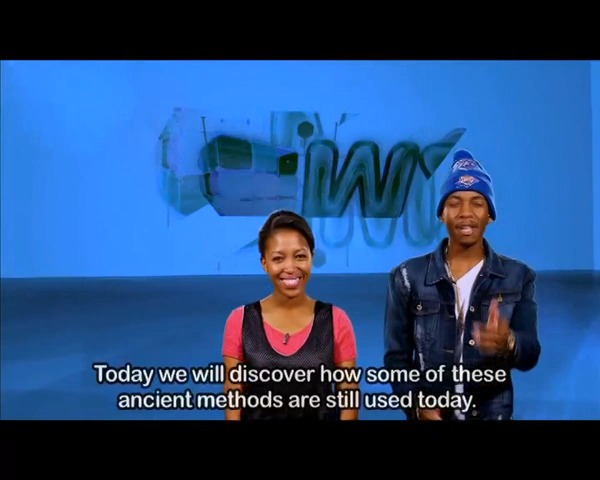 Today we will discover how some of these
ancient methods are still used today.